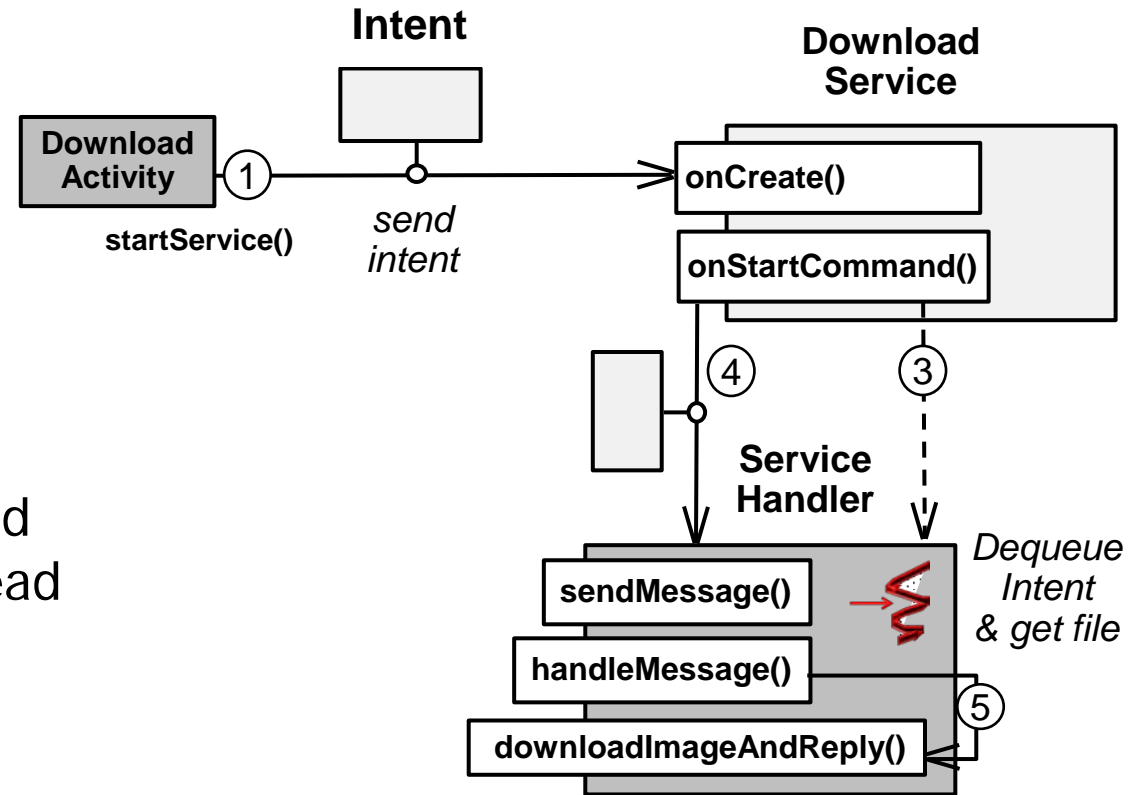 Intent
Download
Service
Download
Activity
1
onCreate()
startService()
send
intent
onStartCommand()
4
3
Service
Handler
d
ead
Dequeue
Intent
& get file
sendMessage()
handleMessage()
5
downloadImageAndReply()